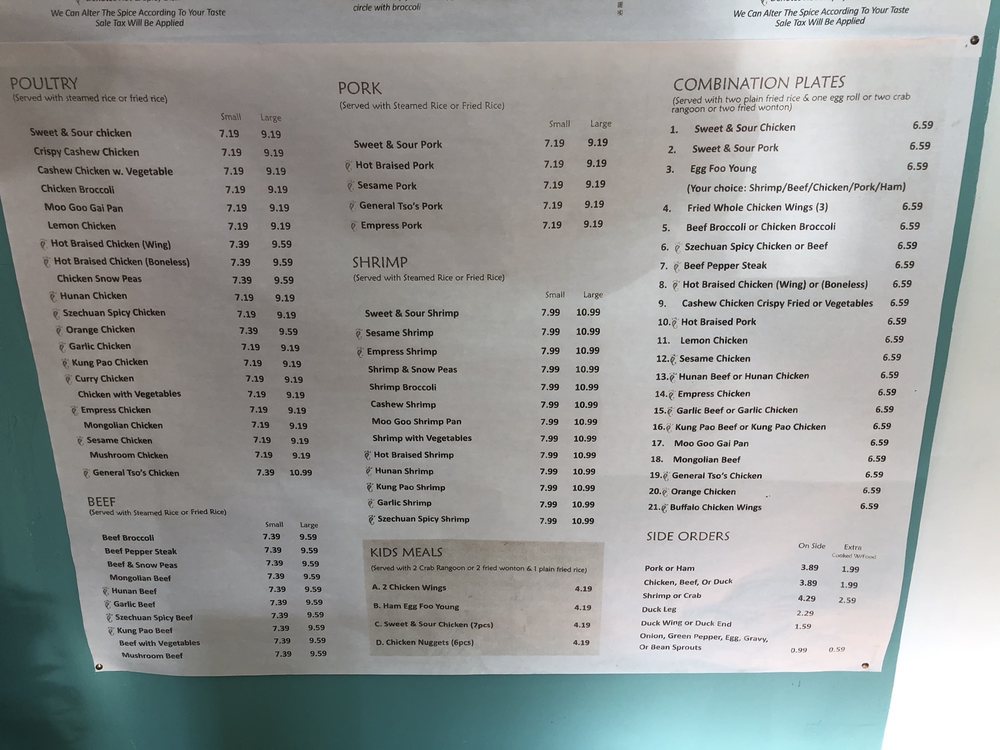 We Can Alter The Spice According To Your Taste
Sale Tax Will Be Applied
circle with broccoli
We Can Alter The Spice According To Your Taste
Sale Tax Will Be Applied
POULTRY
(Served with steamed rice or fried rice)
Small Large
Sweet & Sour chicken 7.19 9.19
Crispy Cashew Chicken 7.19 9.19
Cashew Chicken w. Vegetable 7.19 9.19
Chicken Broccoli 7.19 9.19
Moo Goo Gai Pan 7.19 9.19
Lemon Chicken 7.19 9.19
Hot Braised Chicken (Wing) 7.39 9.59
Hot Braised Chicken (Boneless) 7.39 9.59
Chicken Snow Peas 7.39 9.59
Hunan Chicken 7.19 9.19
Szechuan Spicy Chicken 7.19 9.19
Orange Chicken 7.39 9.59
Garlic Chicken 7.19 9.19
Kung Pao Chicken 7.19 9.19
Curry Chicken 7.19 9.19
Chicken with Vegetables 7.19 9.19
Empress Chicken 7.19 9.19
Mongolian Chicken 7.19 9.19
Sesame Chicken 7.19 9.19
Mushroom Chicken 7.19 9.19
General Tso's Chicken 7.39 10.99
BEEF
(Served with Steamed Rice or Fried Rice)
Small Large
Beef Broccoli 7.39 9.59
Beef Pepper Steak 7.39 9.59
Beef & Snow Peas 7.39 9.59
Mongolian Beef 7.39 9.59
Hunan Beef 7.39 9.59
Garlic Beef 7.39 9.59
Szechuan Spicy Beef 7.39 9.59
Kung Pao Beef 7.39 9.59
Beef with Vegetables 7.39 9.59
Mushroom Beef 7.39 9.59
PORK
(Served with Steamed Rice or Fried Rice)
Small Large
Sweet & Sour Pork 7.19 9.19
Hot Braised Pork 7.19 9.19
Sesame Pork 7.19 9.19
General Tso's Pork 7.19 9.19
Empress Pork 7.19 9.19
SHRIMP
(Served with Steamed Rice or Fried Rice)
Small Large
Sweet & Sour Shrimp 7.99 10.99
Sesame Shrimp 7.99 10.99
Empress Shrimp 7.99 10.99
Shrimp & Snow Peas 7.99 10.99
Shrimp Broccoli 7.99 10.99
Cashew Shrimp 7.99 10.99
Moo Goo Shrimp Pan 7.99 10.99
Shrimp with Vegetables 7.99 10.99
Hot Braised Shrimp 7.99 10.99
Hunan Shrimp 7.99 10.99
Kung Pao Shrimp 7.99 10.99
Garlic Shrimp 7.99 10.99
Szechuan Spicy Shrimp 7.99 10.99
KIDS MEALS
(Served with 2 Crab Rangoon or 2 fried wonton & 1 plain fried rice)
A. 2 Chicken Wings 4.19
B. Ham Egg Foo Young 4.19
C. Sweet & Sour Chicken (7pcs) 4.19
D. Chicken Nuggets (6pcs) 4.19
COMBINATION PLATES
(Served with two plain fried rice & one egg roll or two crab
rangoon or two fried wonton)
1. Sweet & Sour Chicken 6.59
2. Sweet & Sour Pork 6.59
3. Egg Foo Young 6.59
(Your choice: Shrimp/Beef/Chicken/Pork/Ham)
4. Fried Whole Chicken Wings (3) 6.59
5. Beef Broccoli or Chicken Broccoli 6.59
6. Szechuan Spicy Chicken or Beef 6.59
7. Beef Pepper Steak 6.59
8. Hot Braised Chicken (Wing) or (Boneless) 6.59
9. Cashew Chicken Crispy Fried or Vegetables 6.59
10. Hot Braised Pork 6.59
11. Lemon Chicken 6.59
12. Sesame Chicken 6.59
13. Hunan Beef or Hunan Chicken 6.59
14. Empress Chicken 6.59
15. Garlic Beef or Garlic Chicken 6.59
16. Kung Pao Beef or Kung Pao Chicken 6.59
17. Moo Goo Gai Pan 6.59
18. Mongolian Beef 6.59
19. General Tso's Chicken 6.59
20. Orange Chicken 6.59
21. Buffalo Chicken Wings 6.59
SIDE ORDERS
On Side Extra
Cooked W/Food
Pork or Ham 3.89 1.99
Chicken, Beef, Or Duck 3.89 1.99
Shrimp or Crab 4.29 2.59
Duck Leg 2.29
Duck Wing or Duck End 1.59
Onion, Green Pepper, Egg, Gravy,
Or Bean Sprouts 0.99 0.59